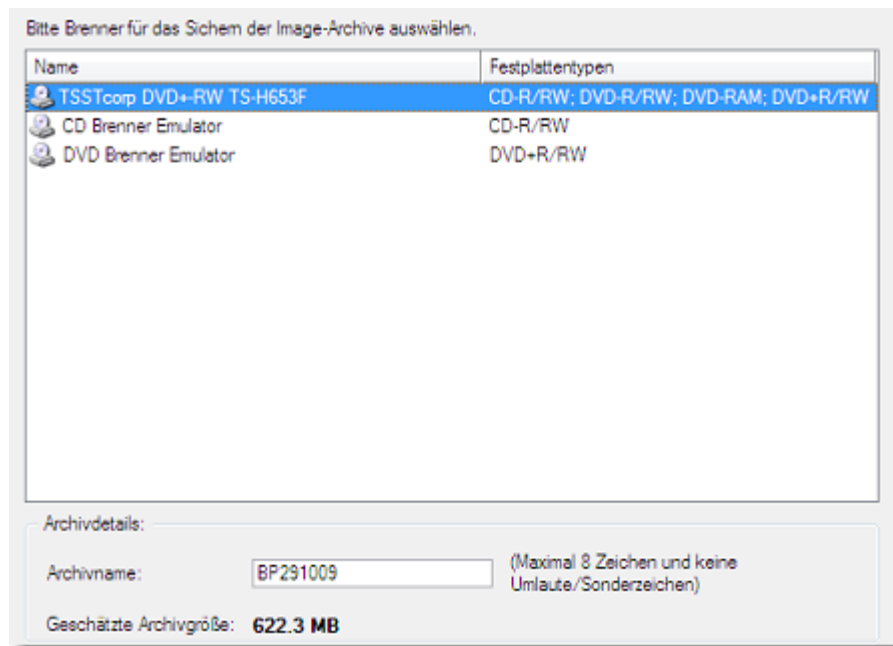 Bitte Brenner für das Sichern der Image-Archive auswählen.
Name Festplattentypen
TSSTcorp DVD+-RW TS-H653F CD-R/RW; DVD-R/RW; DVD-RAM; DVD+R/RW
CD Brenner Emulator CD-R/RW
DVD Brenner Emulator DVD+R/RW
Archivdetails:
Archivname: BP291009 (Maximal 8 Zeichen und keine
Umlaute/Sonderzeichen)
Geschätzte Archivgröße: 622.3 MB